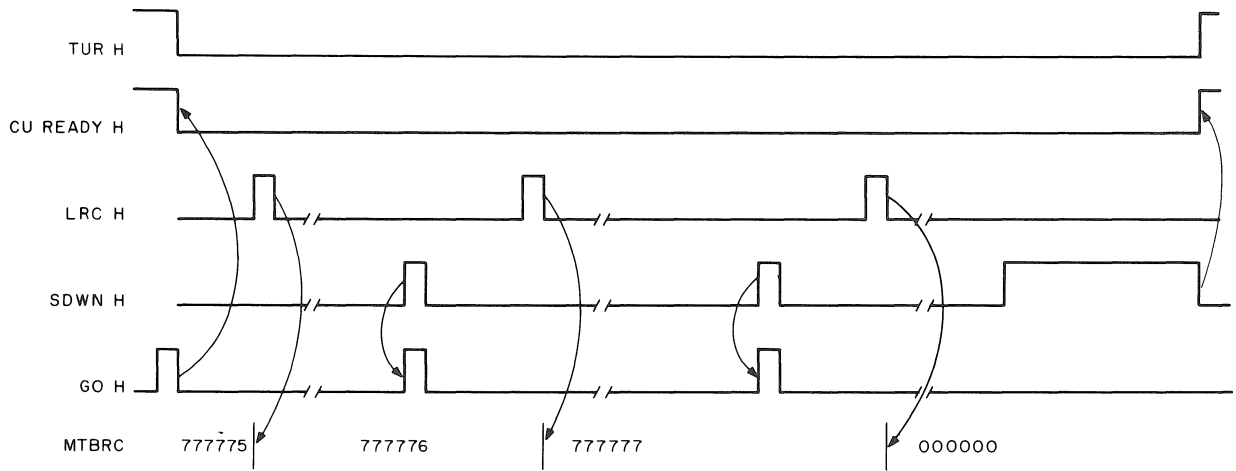 TUR H
CU READY H
LRC H
SDWN H
GO H
MTBRC 777775 777776 777777 000000